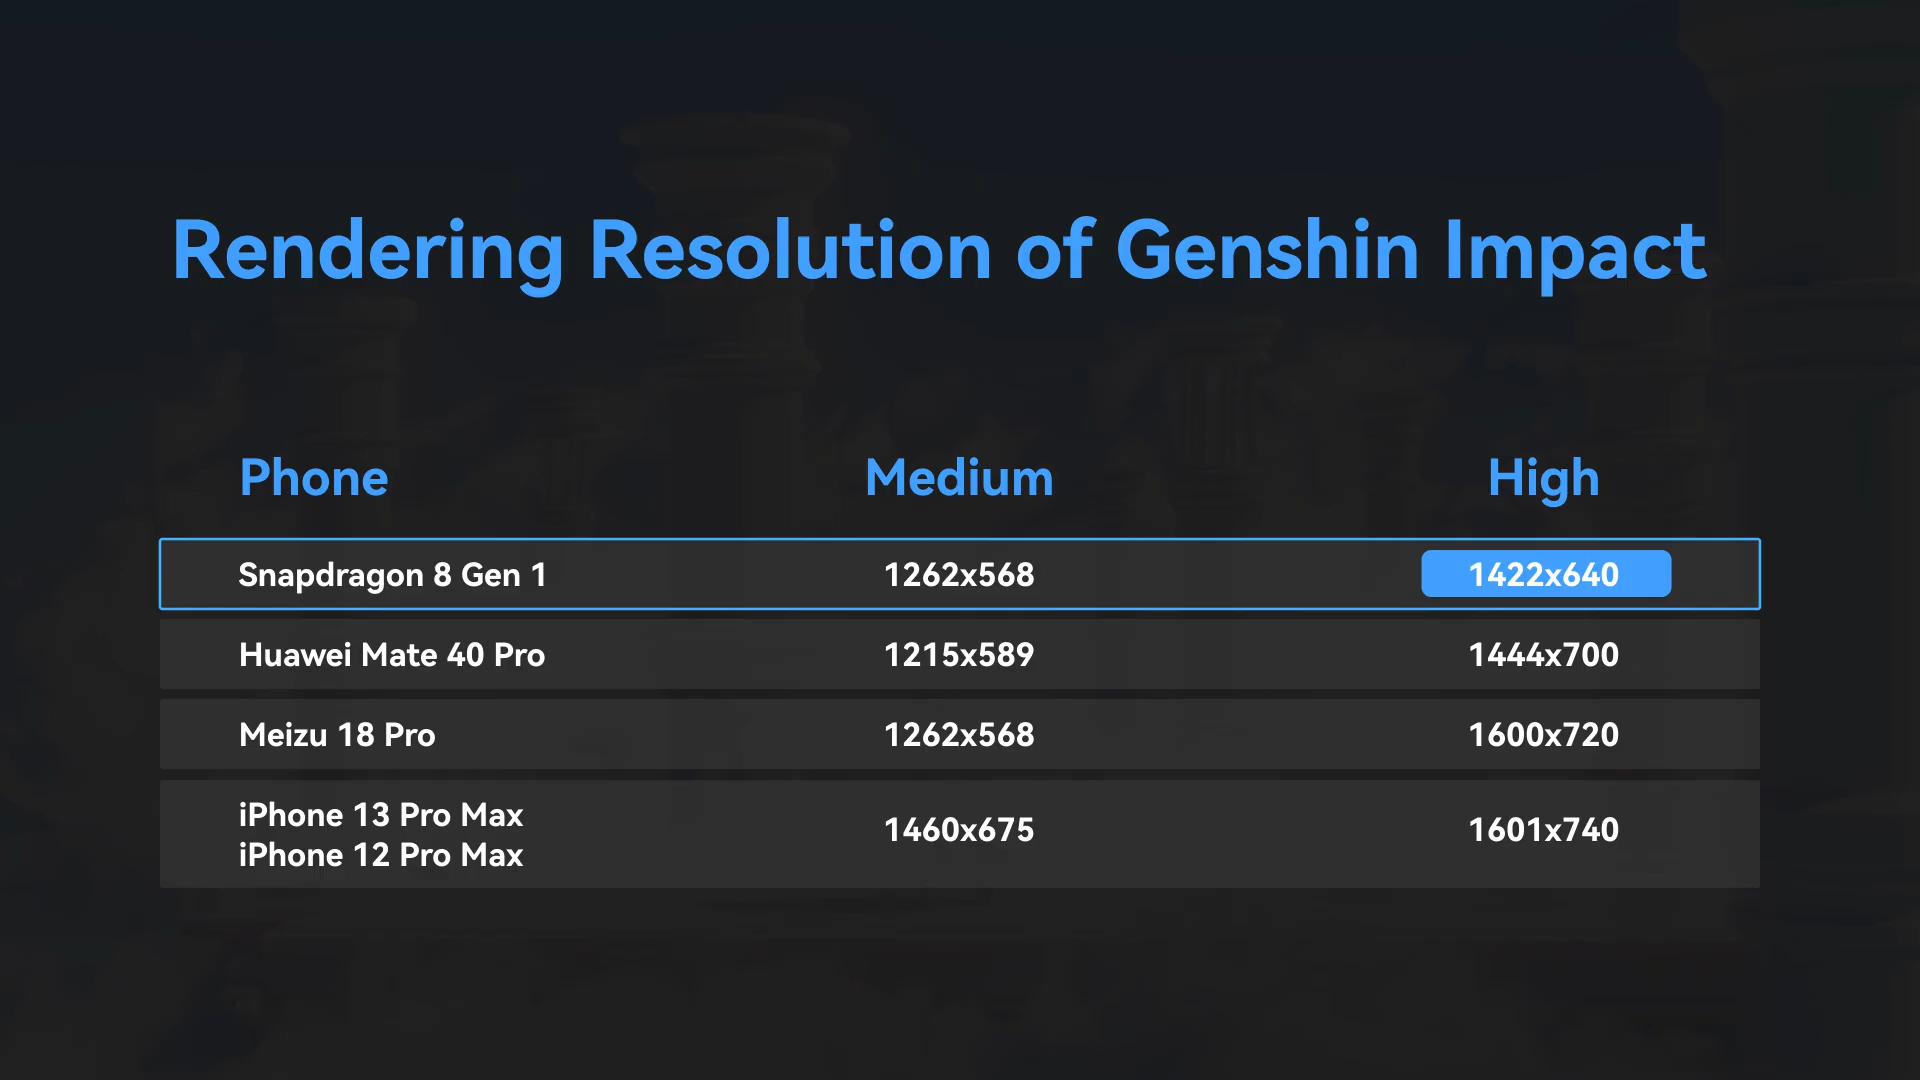 Rendering Resolution of Genshin Impact
Phone Medium High
Snapdragon 8 Gen 1 1262x568 1422x640
Huawei Mate 40 Pro 1215x589 1444x700
Meizu 18 Pro 1262x568 1600x720
iPhone 13 Pro Max
iPhone 12 Pro Max
1460x675 1601x740